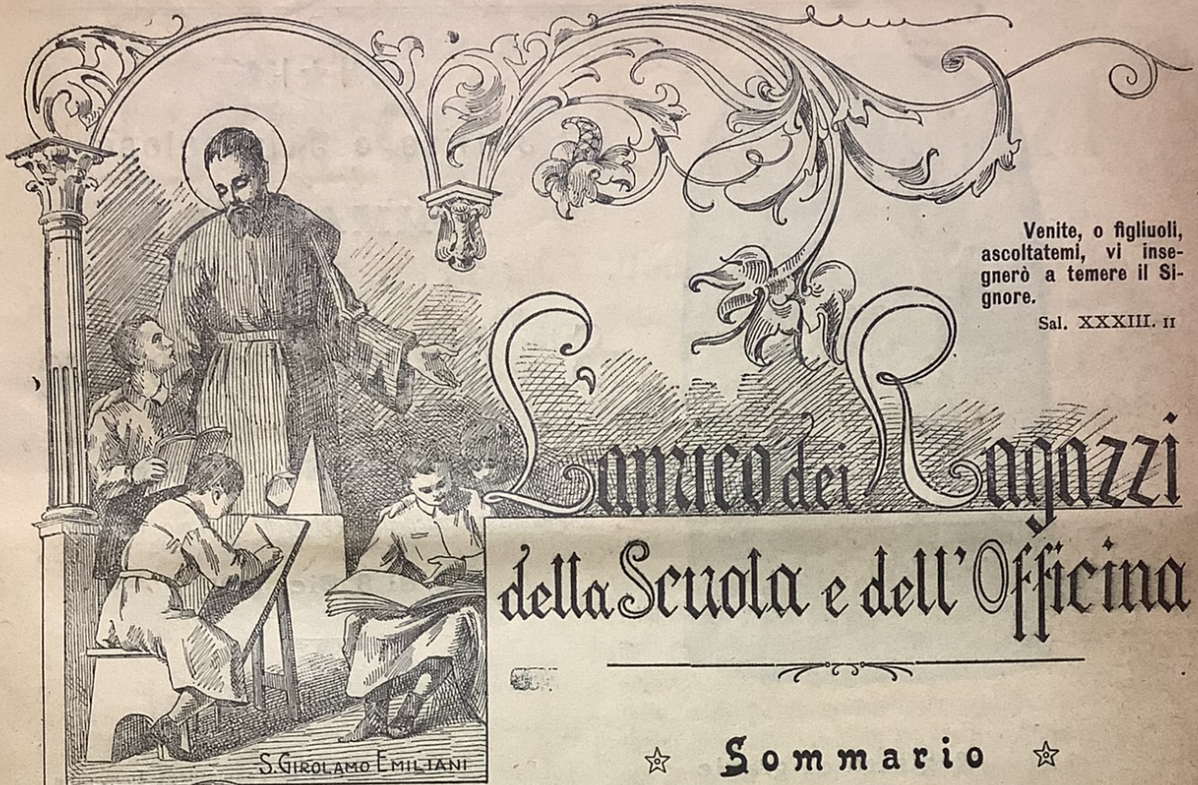 Venite, o figliuoli,
ascoltatemi, vi inse-
gnerò a temere il Si-
gnore.
Sal. XXXIII. 11
L'amico dei Ragazzi
della Scuola e dell'Officina
Sommario
S. GIROLAMO EMILIANI